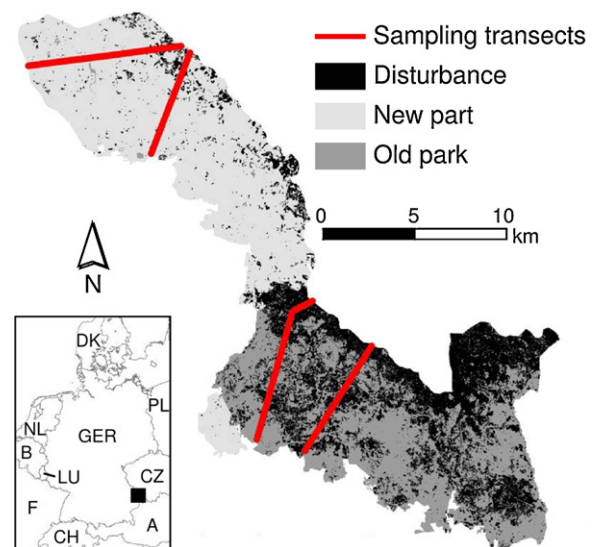 Sampling transects
Disturbance
New part
Old park
0 5 10
km
N
DK
PL
NL
GER
B
LU
CZ
F
A
CH